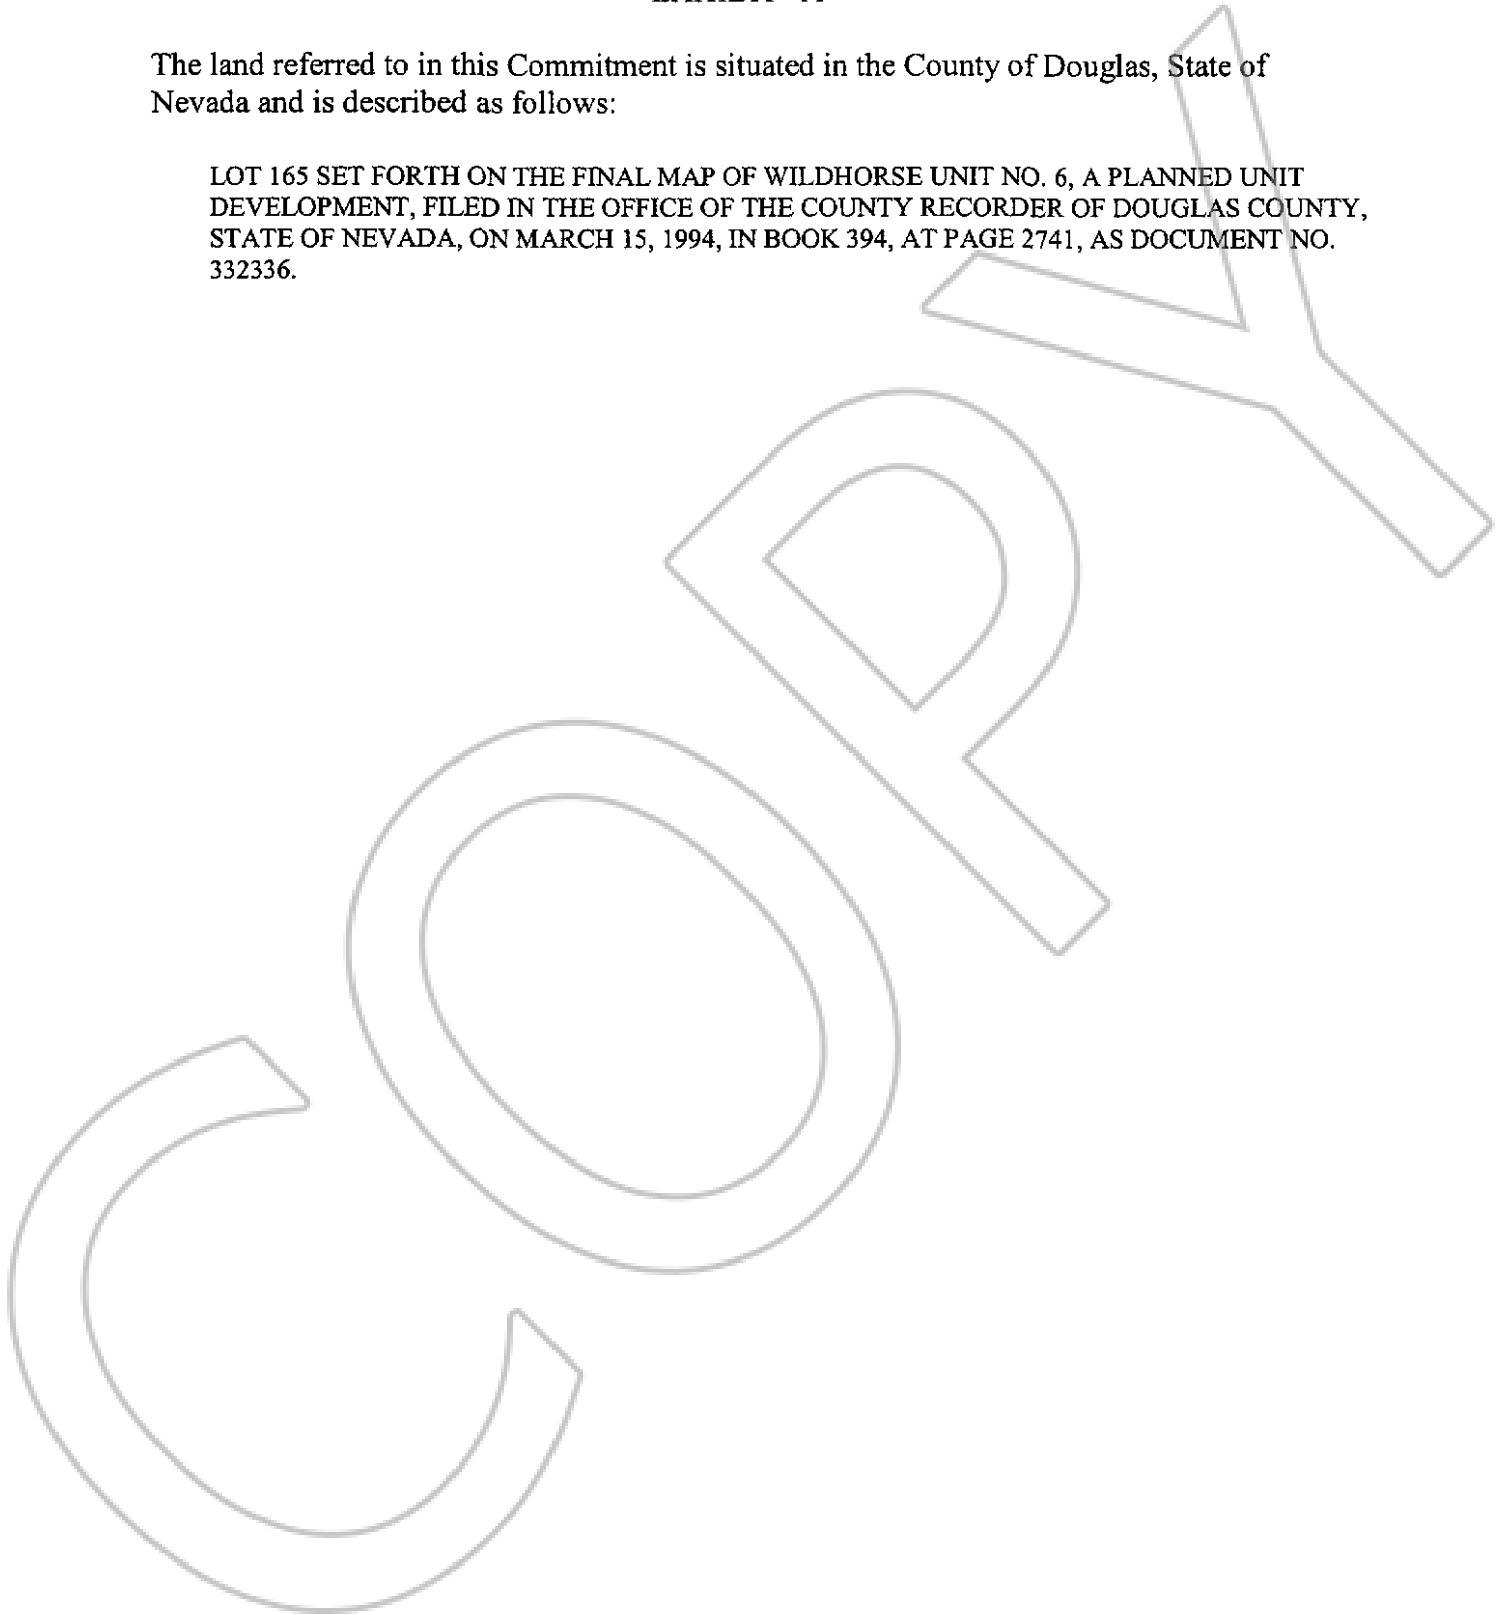 The land referred to in this Commitment is situated in the County of Douglas, State of
Nevada and is described as follows:
LOT 165 SET FORTH ON THE FINAL MAP OF WILDHORSE UNIT NO. 6, A PLANNED UNIT
DEVELOPMENT, FILED IN THE OFFICE OF THE COUNTY RECORDER OF DOUGLAS COUNTY,
STATE OF NEVADA, ON MARCH 15, 1994, IN BOOK 394, AT PAGE 2741, AS DOCUMENT NO.
332336.
COPY